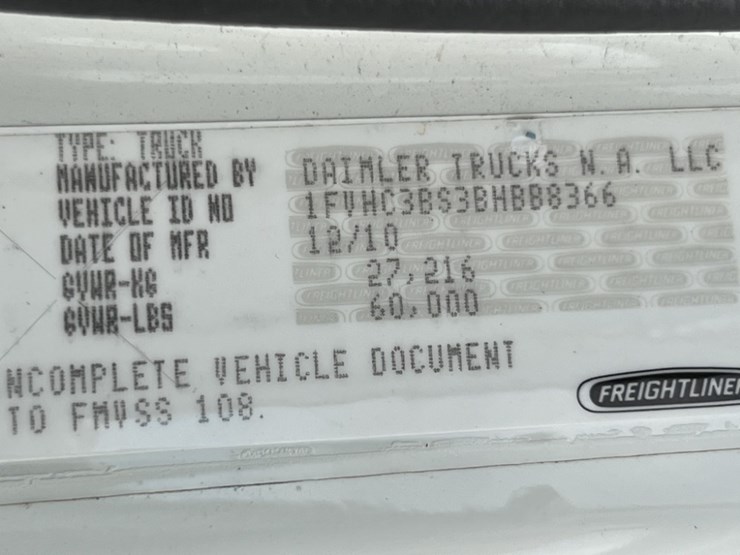 TYPE: TRUCK
MANUFACTURED BY DAIMLER TRUCKS N.A. LLC
VEHICLE ID NO 1FVHC3BS3BHBB8366
DATE OF MFR 12/10
GVWR-KG 27,216
GVWR-LBS 60,000
NCOMPLETE VEHICLE DOCUMENT
TO FMVSS 108.
FREIGHTLINE